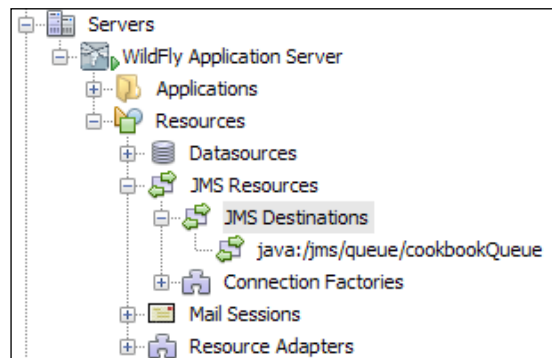 Servers
WildFly Application Server
Applications
Resources
Datasources
JMS Resources
JMS Destinations
java:/jms/queue/cookbookQueue
Connection Factories
Mail Sessions
Resource Adapters